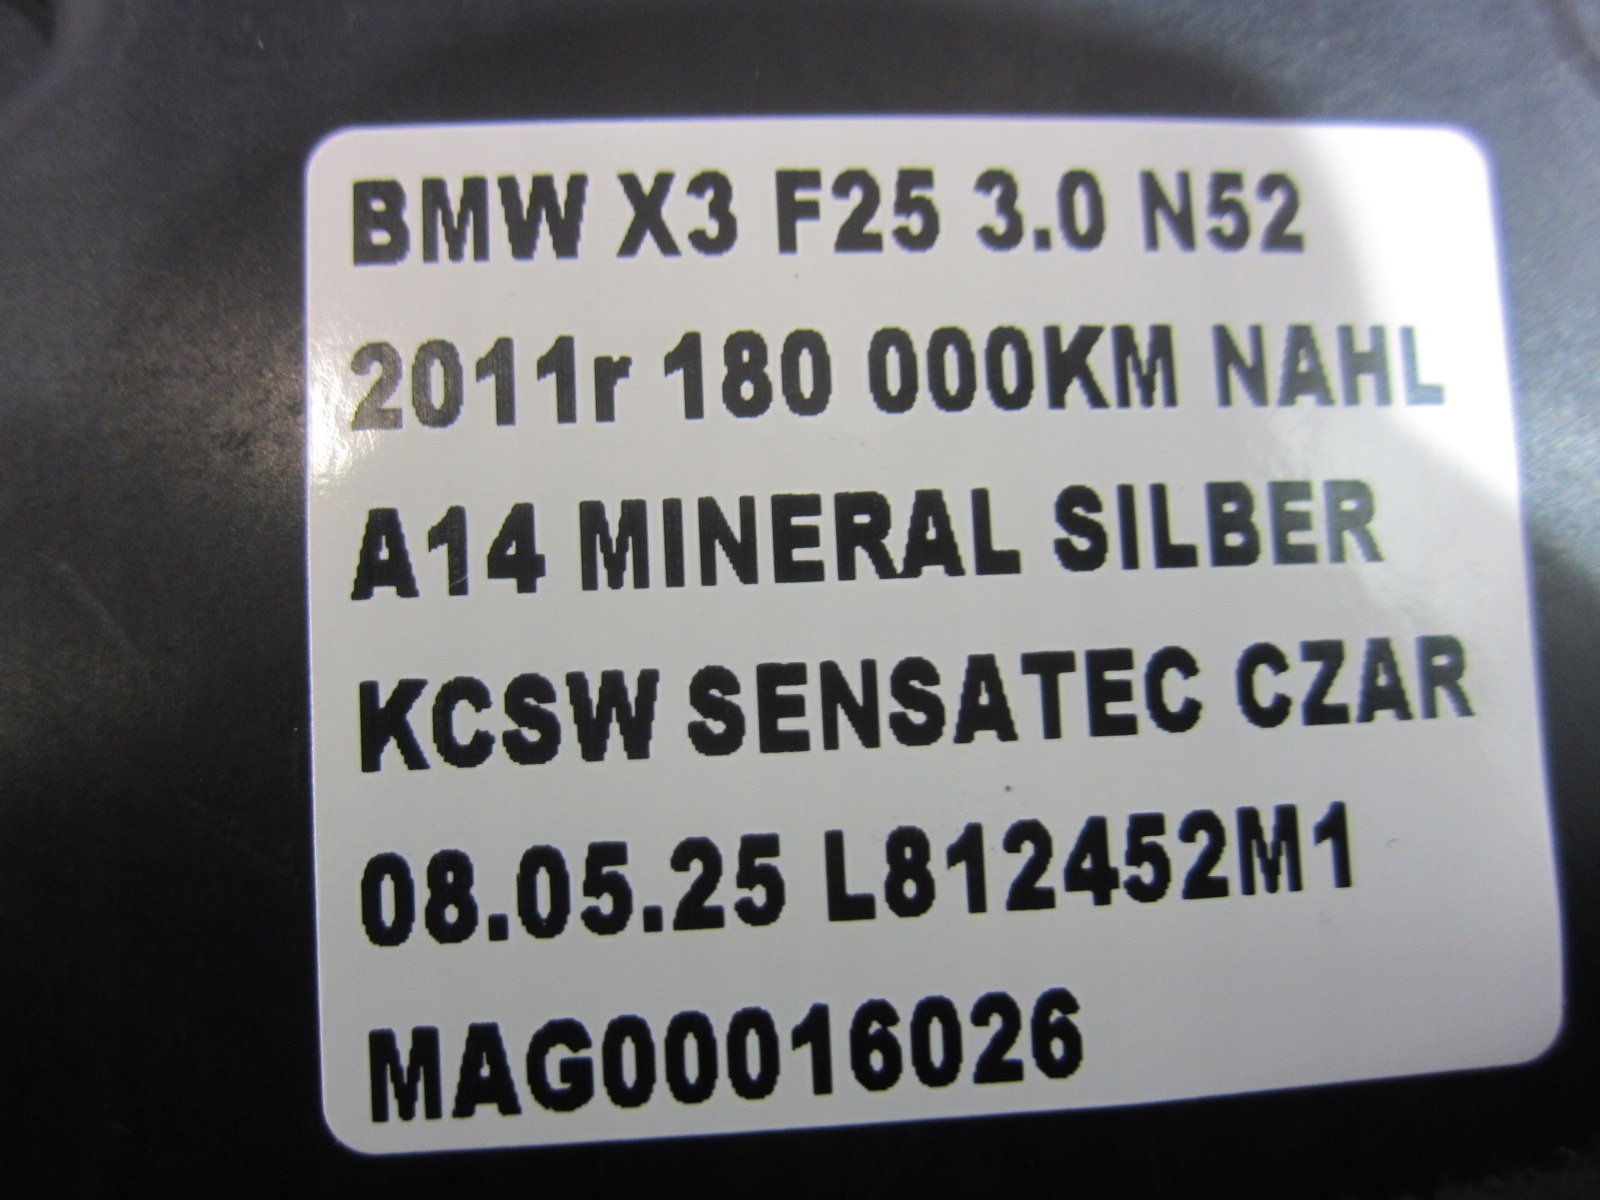 BMW X3 F25 3.0 N52
2011r 180 000KM NAHL
A14 MINERAL SILBER
KCSW SENSATEC CZAR
08.05.25 L812452M1
MAG00016026